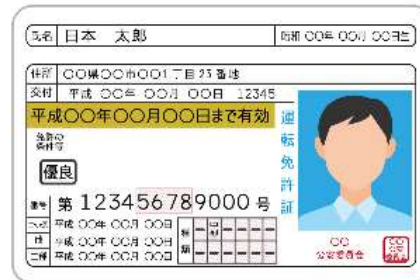 氏名 日本 太郎 昭和 〇〇年 〇〇月 〇〇日生
住所 〇〇県〇〇市〇〇1丁目23番地
交付 平成 〇〇年 〇〇月 〇〇日 12345
平成〇〇年〇〇月〇〇日まで有効
免許の
条件等
優良
番号 第 123456789000 号
平成 〇〇年 〇〇月 〇〇日
他 平成 〇〇年 〇〇月 〇〇日
二種 平成 〇〇年 〇〇月 〇〇日
種類
運転免許証
〇〇
公安委員会